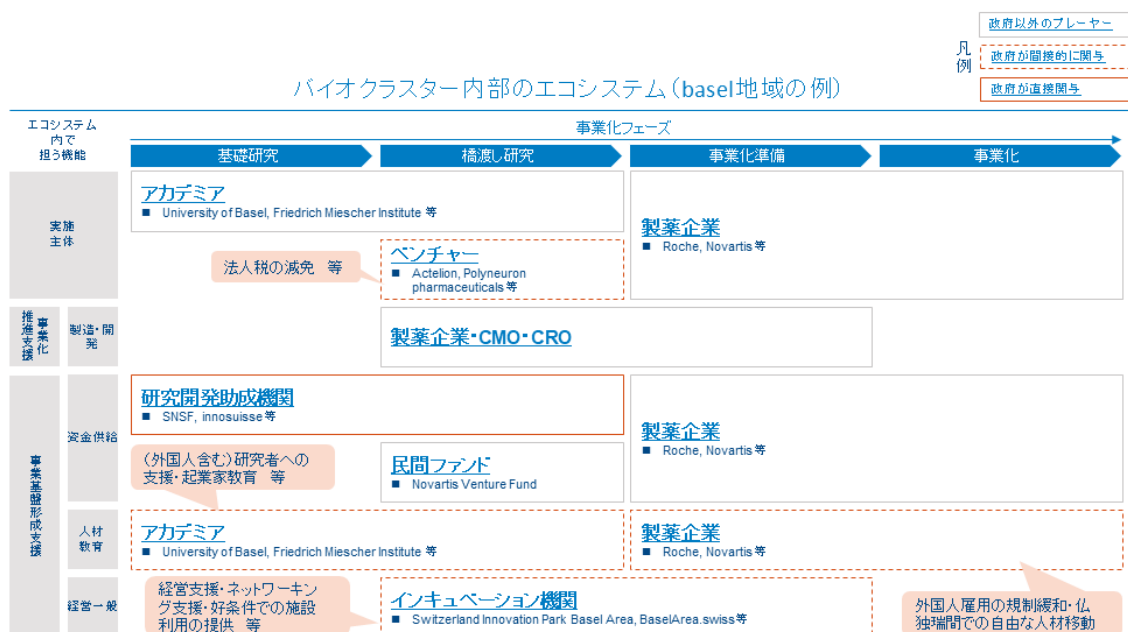 政府以外のプレーヤー
凡例
政府が間接的に関与
政府が直接関与
バイオクラスター内部のエコシステム（basel地域の例）
エコシステム
内で
担う機能
事業化フェーズ
基礎研究
橋渡し研究
事業化準備
事業化
実施
主体
アカデミア
■ University of Basel, Friedrich Miescher Institute 等
製薬企業
■ Roche, Novartis 等
法人税の減免　等
ベンチャー
■ Actelion, Polyneuron
pharmaceuticals 等
事業化
推進支援
製造・開
発
製薬企業・CMO・CRO
事業基盤形成支援
資金供給
研究開発助成機関
■ SNSF, innosuisse 等
製薬企業
■ Roche, Novartis 等
（外国人含む）研究者への
支援・起業家教育　等
民間ファンド
■ Novartis Venture Fund
人材
教育
アカデミア
■ University of Basel, Friedrich Miescher Institute 等
製薬企業
■ Roche, Novartis 等
経営一般
経営支援・ネットワーキン
グ支援・好条件での施設
利用の提供　等
インキュベーション機関
■ Switzerland Innovation Park Basel Area, BaselArea.swiss等
外国人雇用の規制緩和・仏
独瑞間での自由な人材移動